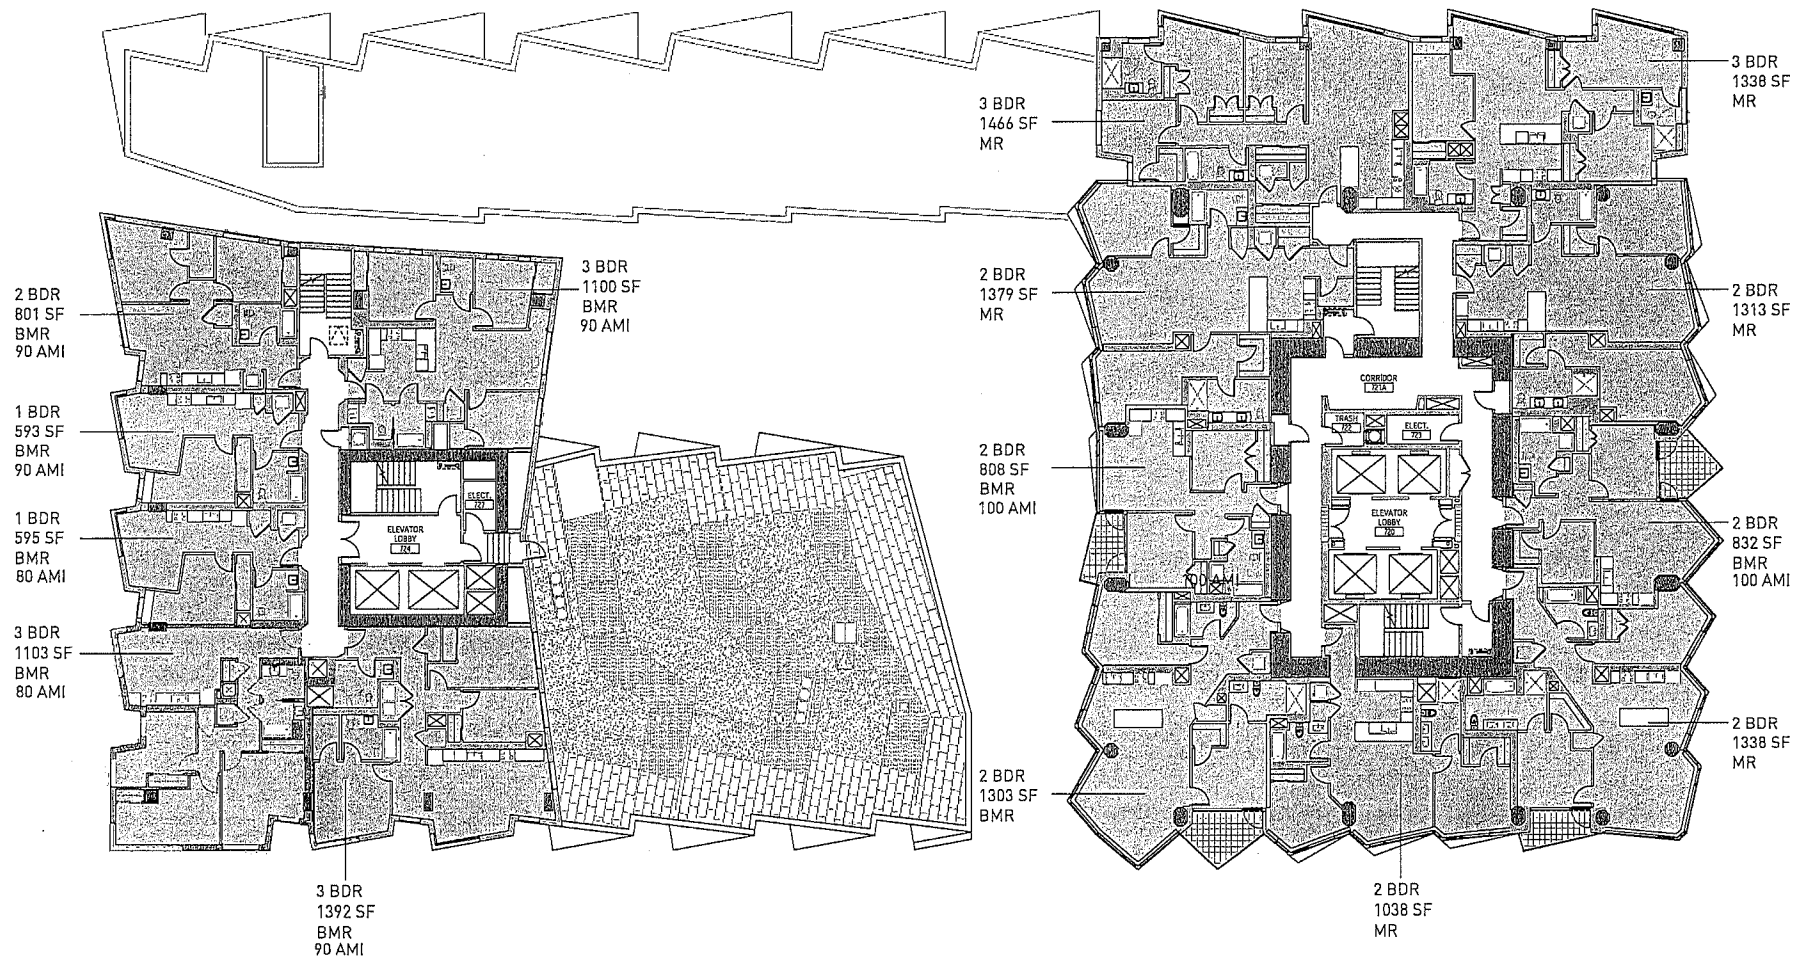 3 BDR
1338 SF
MR
3 BDR
1466 SF
MR
3 BDR
1100 SF
BMR
90 AMI
2 BDR
801 SF
BMR
90 AMI
2 BDR
1379 SF
MR
2 BDR
1313 SF
MR
CORRIDOR
721A
TRASH
722
ELECT.
723
1 BDR
593 SF
BMR
90 AMI
2 BDR
808 SF
BMR
100 AMI
ELECT.
727
ELEVATOR
LOBBY
724
ELEVATOR
LOBBY
720
1 BDR
595 SF
BMR
80 AMI
2 BDR
832 SF
BMR
100 AMI
100 AMI
3 BDR
1103 SF
BMR
80 AMI
2 BDR
1338 SF
MR
2 BDR
1303 SF
BMR
3 BDR
1392 SF
BMR
90 AMI
2 BDR
1038 SF
MR